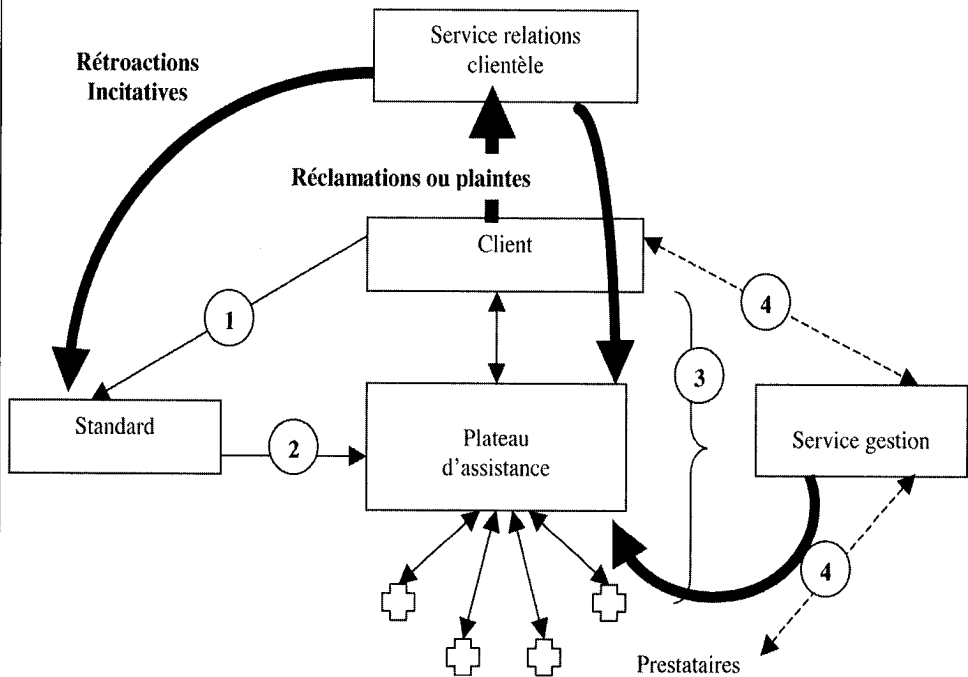 Service relations
clientèle
Rétroactions
Incitatives
Réclamations ou plaintes
Client
1
4
3
Standard
2
Plateau
d'assistance
Service gestion
4
Prestataires